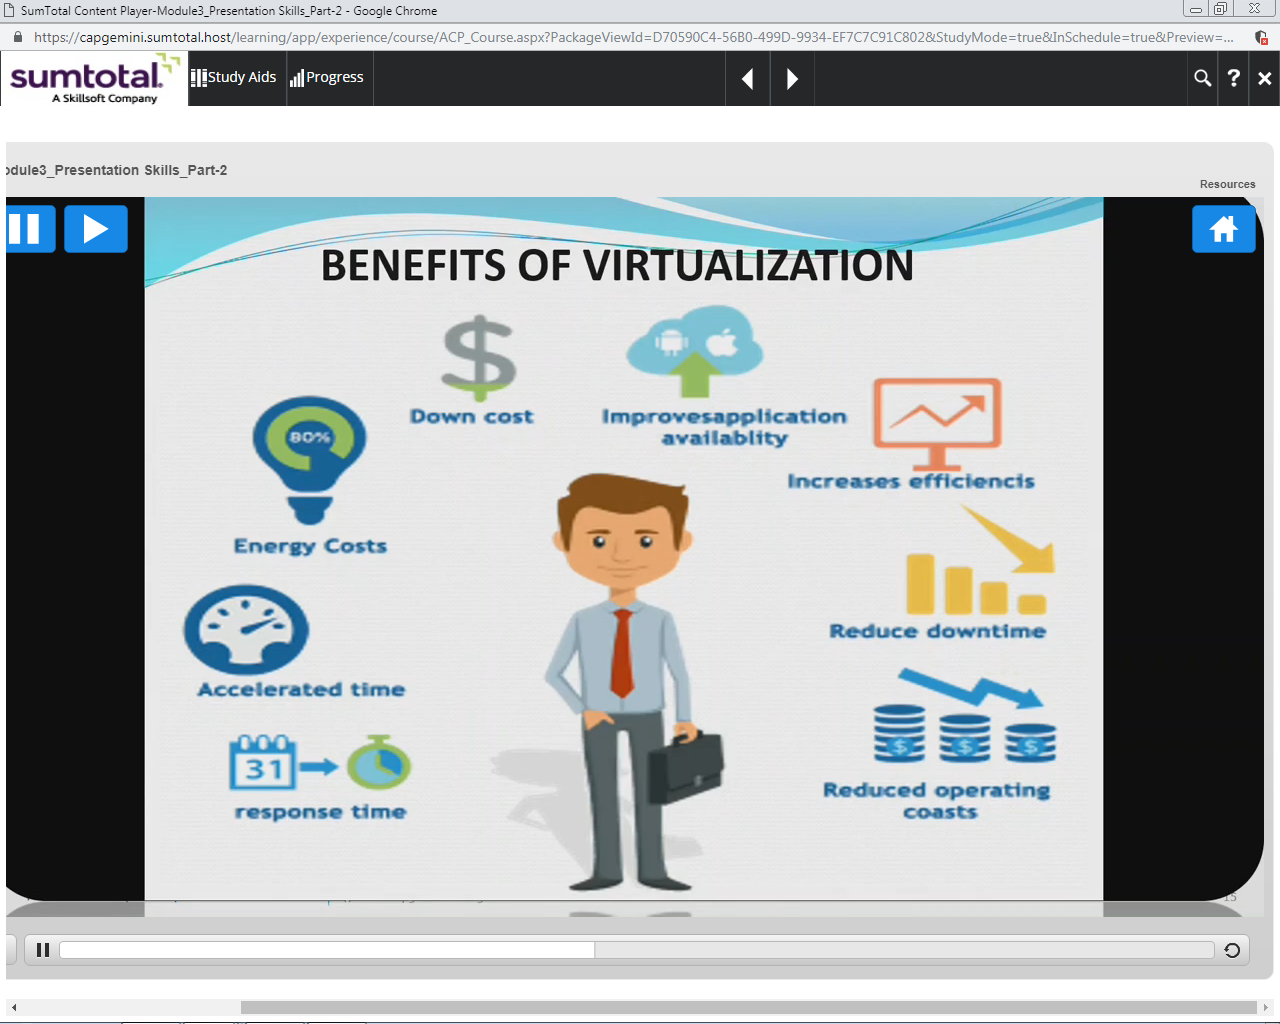 SumTotal Content Player-Module3_Presentation Skills_Part-2 - Google Chrome
https://capgemini.sumtotal.host/learning/app/experience/course/ACP_Course.aspx?PackageViewId=D70590C4-56B0-499D-9934-EF7C7C91C802&StudyMode=true&InSchedule=true&Preview=...
sumtotal.
A Skillsoft Company
Study Aids
Progress
odule3_Presentation Skills_Part-2
Resources
BENEFITS OF VIRTUALIZATION
Down cost
Improvesapplication
availablity
80%
Increases efficiencis
Energy Costs
Reduce downtime
Accelerated time
31
response time
$ $ $
Reduced operating
coasts
15